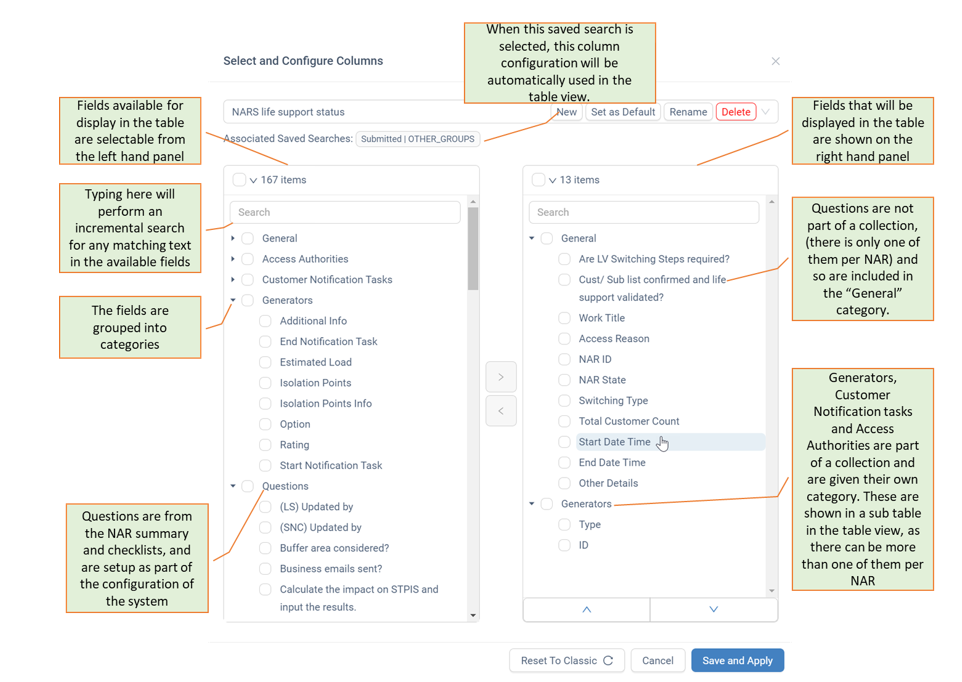 When this saved search is
selected, this column
configuration will be
automatically used in the
table view.
Select and Configure Columns
Fields available for
display in the table
are selectable from
the left hand panel
NARS life support status
New
Set as Default
Rename
Delete
Associated Saved Searches:
Submitted | OTHER_GROUPS
Fields that will be
displayed in the table
are shown on the
right hand panel
Typing here will
perform an
incremental search
for any matching text
in the available fields
The fields are
grouped into
categories
Questions are from
the NAR summary
and checklists, and
are setup as part of
the configuration of
the system
167 items
Search
General
Access Authorities
Customer Notification Tasks
Generators
Additional Info
End Notification Task
Estimated Load
Isolation Points
Isolation Points Info
Option
Rating
Start Notification Task
Questions
(LS) Updated by
(SNC) Updated by
Buffer area considered?
Business emails sent?
Calculate the impact on STPIS and
input the results.
13 items
Search
General
Are LV Switching Steps required?
Cust/ Sub list confirmed and life
support validated?
Work Title
Access Reason
NAR ID
NAR State
Switching Type
Total Customer Count
Start Date Time
End Date Time
Other Details
Generators
Type
ID
Questions are not
part of a collection,
(there is only one of
them per NAR) and
so are included in
the “General”
category.
Generators,
Customer
Notification tasks
and Access
Authorities are part
of a collection and
are given their own
category. These are
shown in a sub table
in the table view, as
there can be more
than one of them per
NAR
Reset To Classic
Cancel
Save and Apply